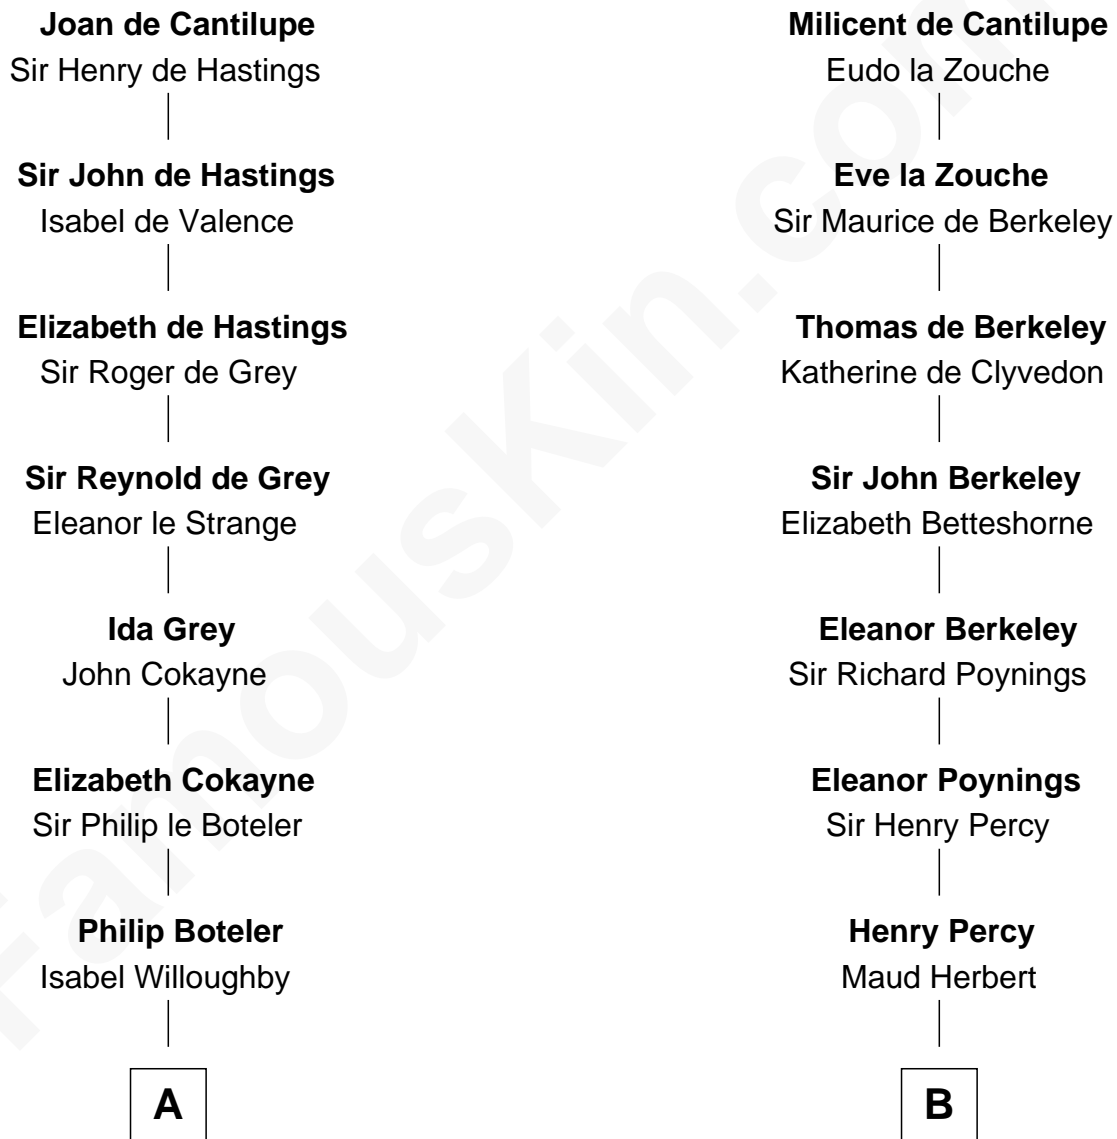 Joan de Cantilupe
Sir Henry de Hastings
Sir John de Hastings
Isabel de Valence
Elizabeth de Hastings
Sir Roger de Grey
Sir Reynold de Grey
Eleanor le Strange
Ida Grey
John Cokayne
Elizabeth Cokayne
Sir Philip le Boteler
Philip Boteler
Isabel Willoughby
A
Milicent de Cantilupe
Eudo la Zouche
Eve la Zouche
Sir Maurice de Berkeley
Thomas de Berkeley
Katherine de Clyvedon
Sir John Berkeley
Elizabeth Betteshorne
Eleanor Berkeley
Sir Richard Poynings
Eleanor Poynings
Sir Henry Percy
Henry Percy
Maud Herbert
B
FamousKin.com